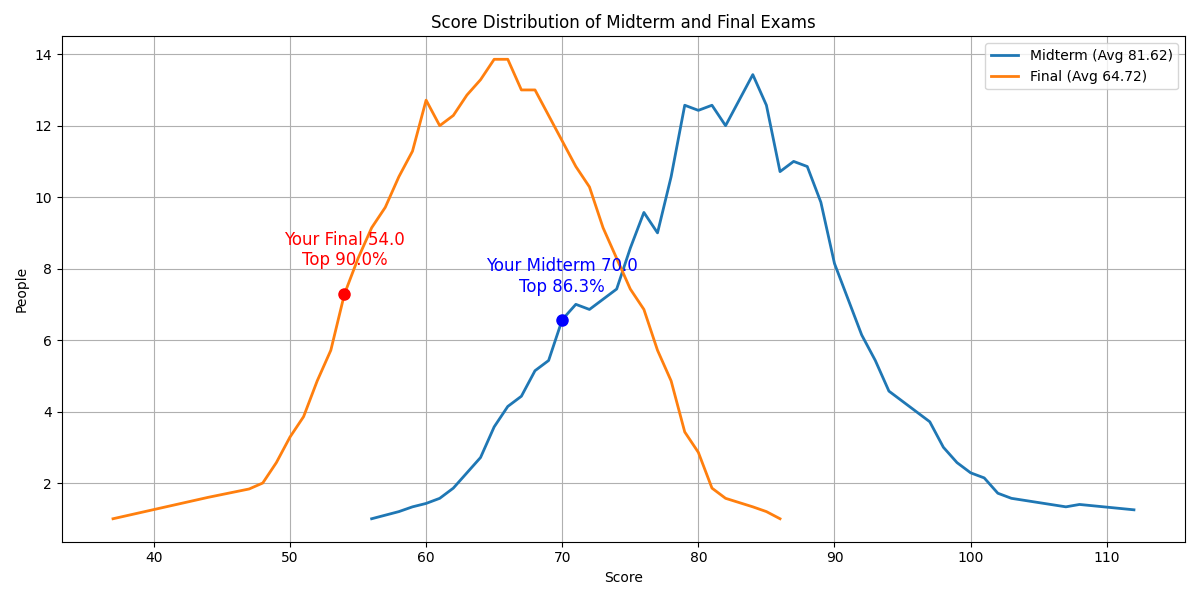 Score Distribution of Midterm and Final Exams
Midterm (Avg 81.62)
Final (Avg 64.72)
People
14
12
10
8
6
4
2
Your Final 54.0
Top 90.0%
Your Midterm 70.0
Top 86.3%
40 50 60 70 80 90 100 110
Score